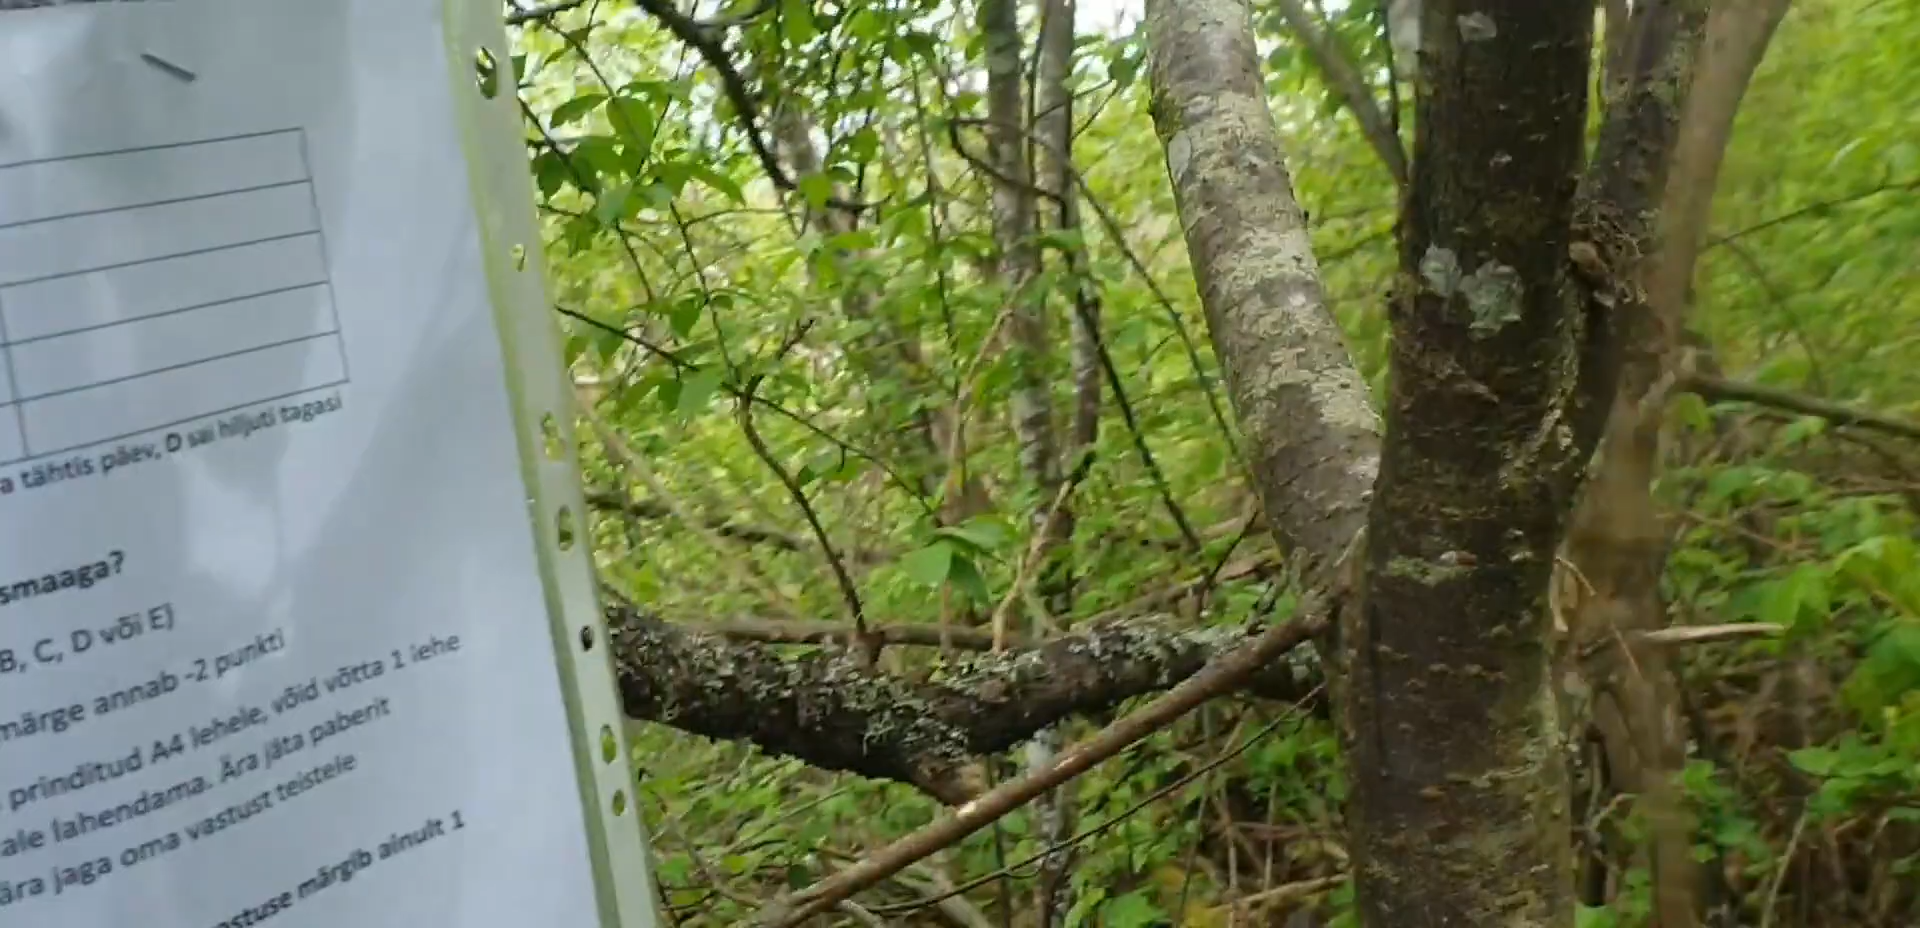 a tähtis päev, D sai hiljuti tagasi
smaaga?
B, C, D või E)
märge annab -2 punkti
prinditud A4 lehele, võid võtta 1 lehe
ale lahendama. Ära jäta paberit
ära jaga oma vastust teistele
astuse märgib ainult 1